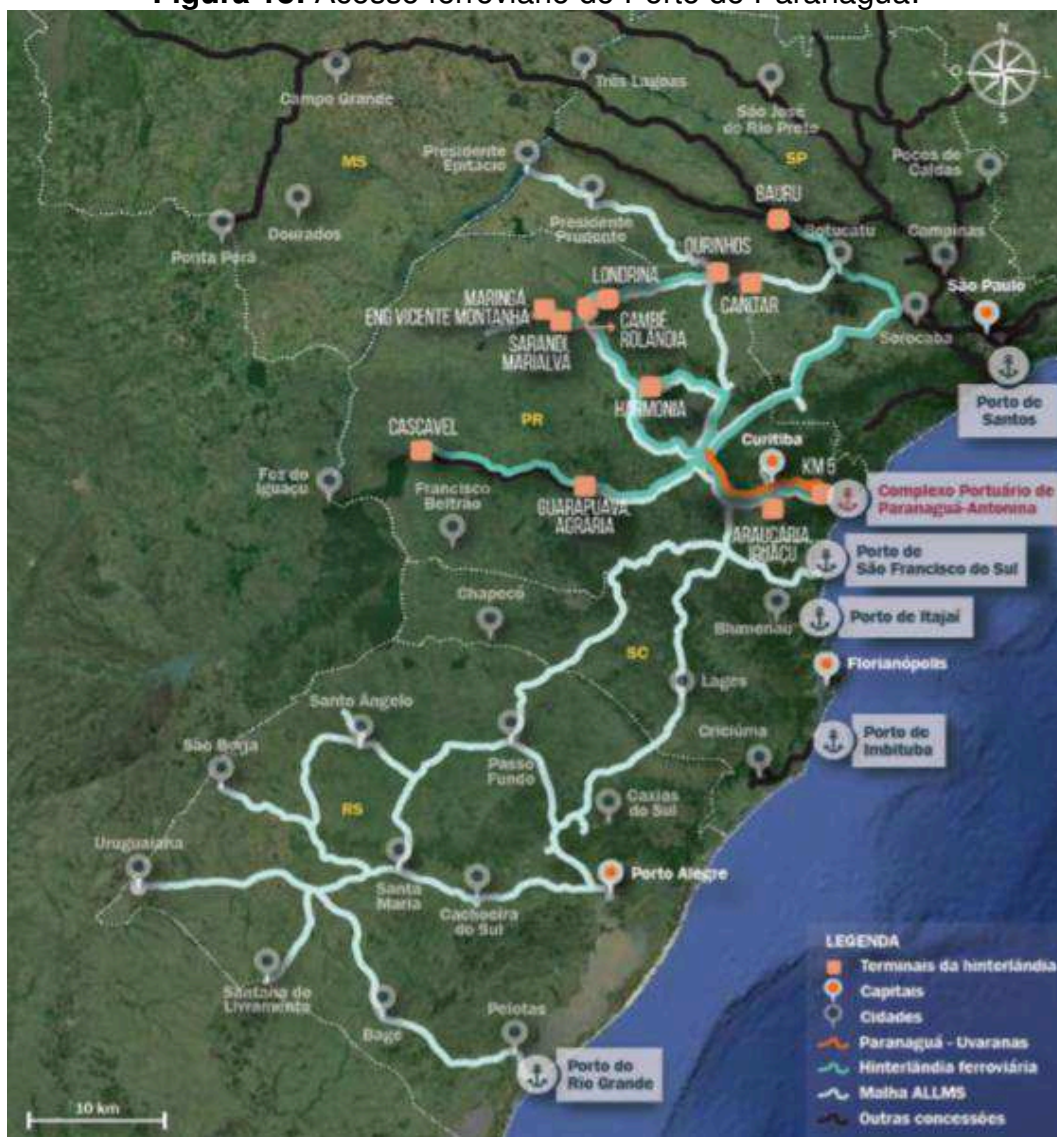 Figura 15. Acesso ferroviário do Porto de Paranaguá.
N
O
L
S
Campo Grande
Três Lagoas
São José
do Rio Preto
MS
SP
Presidente
Epitácio
Poços de
Caldas
Dourados
Ponta Porã
Presidente
Prudente
BAURU
Botucatu
Campinas
São Paulo
OURINHOS
LONDRINA
CANITAR
Sorocaba
MARINGÁ
ENG VICENTE MONTANHA
SARANDI,
MARIALVA
CAMBÉ
ROLÂNDIA
Porto de
Santos
HARMONIA
PR
CASCAVEL
Curitiba
KM 5
Foz do
Iguaçu
Francisco
Beltrão
GUARAPUAVA,
AGRÁRIA
ARAUCÁRIA,
IGUAÇU
Complexo Portuário de
Paranaguá-Antonina
Porto de
São Francisco do Sul
Chapecó
Blumenau
Porto de Itajaí
SC
Florianópolis
Lages
Santo Ângelo
São Borja
Passo
Fundo
Criciúma
Porto de
Imbituba
RS
Caxias
do Sul
Uruguaiana
Santa
Maria
Cachoeira
do Sul
Porto Alegre
Santana do
Livramento
Bagé
Pelotas
Porto do
Rio Grande
LEGENDA
Terminais da hinterlândia
Capitais
Cidades
Paranaguá - Uvaranas
Hinterlândia ferroviária
Malha ALLMS
Outras concessões
10 km